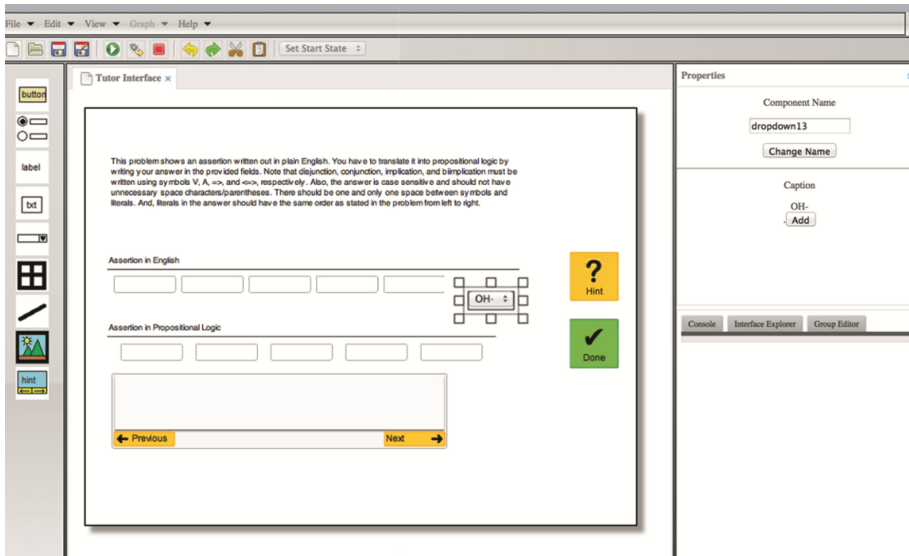 File Edit View Graph Help
Set Start State
Tutor Interface ×
Properties
button
label
txt
hint
This problem shows an assertion written out in plain English. You have to translate it into propositional logic by
writing your answer in the provided fields. Note that disjunction, conjunction, implication, and biimplication must be
written using symbols V, A, =>, and <=>, respectively. Also, the answer is case sensitive and should not have
unnecessary space characters/parentheses. There should be one and only one space between symbols and
literals. And, literals in the answer should have the same order as stated in the problem from left to right.
Assertion in English
OH-
Hint
Assertion in Propositional Logic
Done
Previous
Next
Component Name
dropdown13
Change Name
Caption
OH-
Add
Console Interface Explorer Group Editor